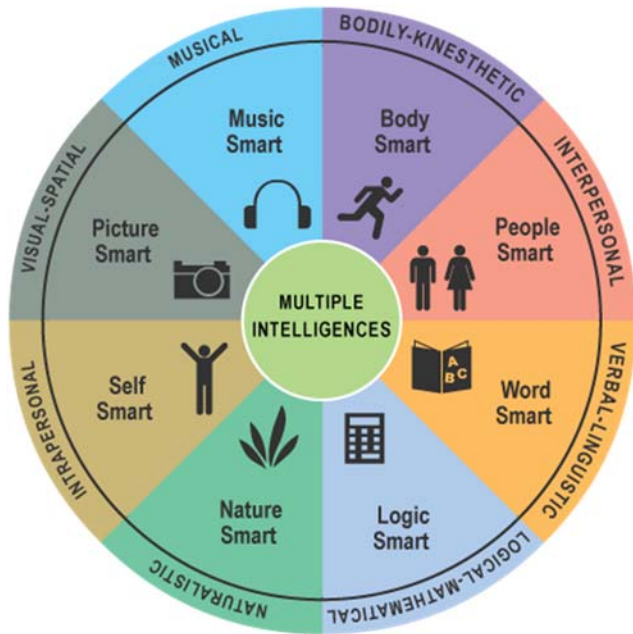 MUSICAL
Music
Smart
BODILY-KINESTHETIC
Body
Smart
INTERPERSONAL
People
Smart
VERBAL-LINGUISTIC
Word
Smart
A
B C
LOGICAL-MATHEMATICAL
Logic
Smart
NATURALISTIC
Nature
Smart
INTRAPERSONAL
Self
Smart
VISUAL-SPATIAL
Picture
Smart
MULTIPLE
INTELLIGENCES